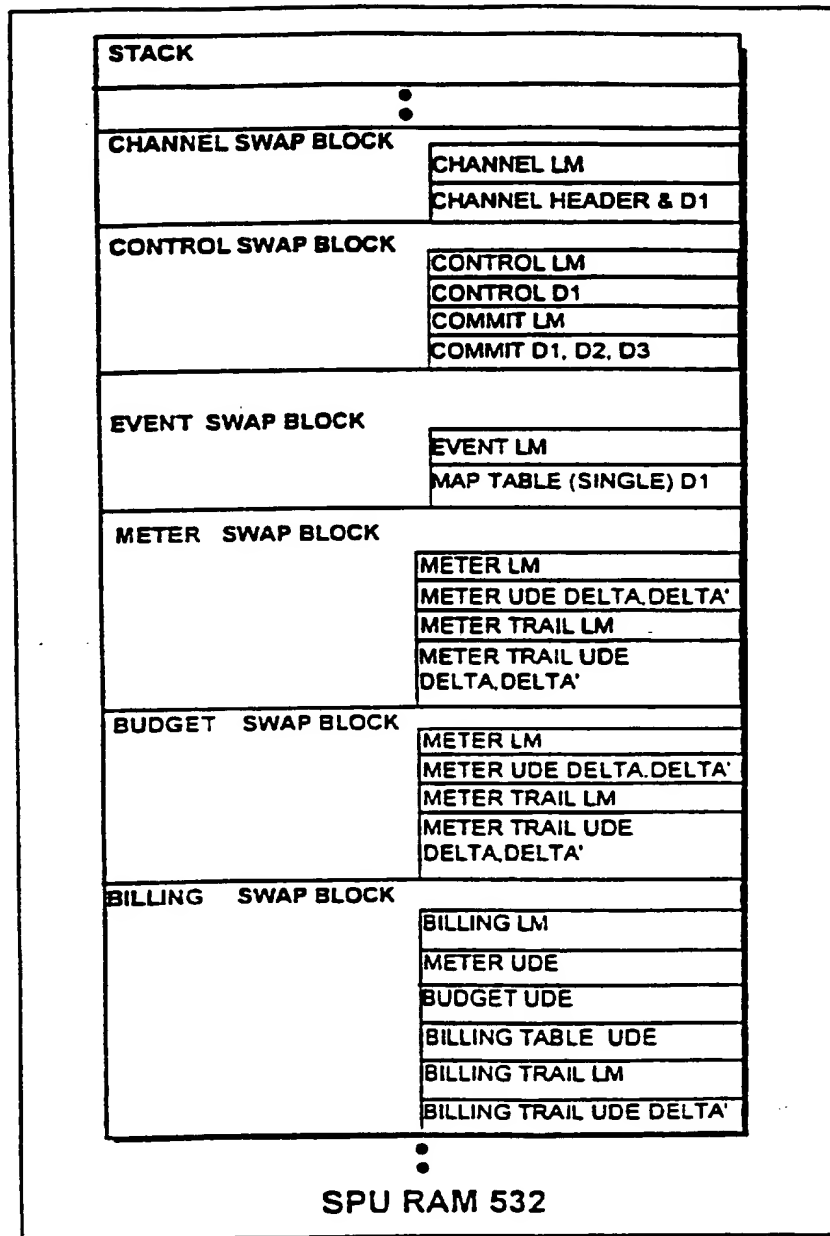 STACK
CHANNEL SWAP BLOCK
CHANNEL LM
CHANNEL HEADER & D1
CONTROL SWAP BLOCK
CONTROL LM
CONTROL D1
COMMIT LM
COMMIT D1, D2, D3
EVENT SWAP BLOCK
EVENT LM
MAP TABLE (SINGLE) D1
METER SWAP BLOCK
METER LM
METER UDE DELTA,DELTA'
METER TRAIL LM
METER TRAIL UDE
DELTA,DELTA'
BUDGET SWAP BLOCK
METER LM
METER UDE DELTA.DELTA'
METER TRAIL LM
METER TRAIL UDE
DELTA,DELTA'
BILLING SWAP BLOCK
BILLING LM
METER UDE
BUDGET UDE
BILLING TABLE UDE
BILLING TRAIL LM
BILLING TRAIL UDE DELTA'
SPU RAM 532